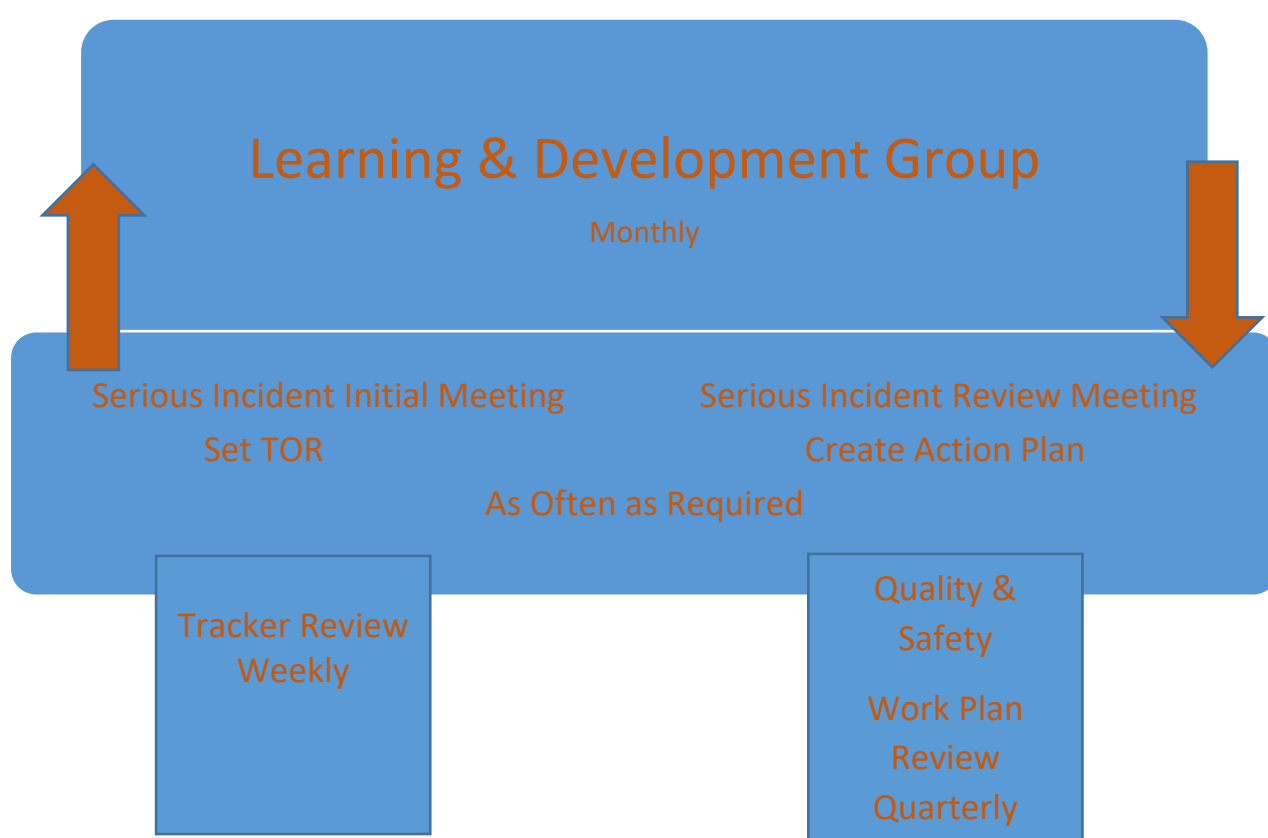 Learning & Development Group
Monthly
Serious Incident Initial Meeting
Serious Incident Review Meeting
Set TOR
Create Action Plan
As Often as Required
Tracker Review
Weekly
Quality &
Safety
Work Plan
Review
Quarterly